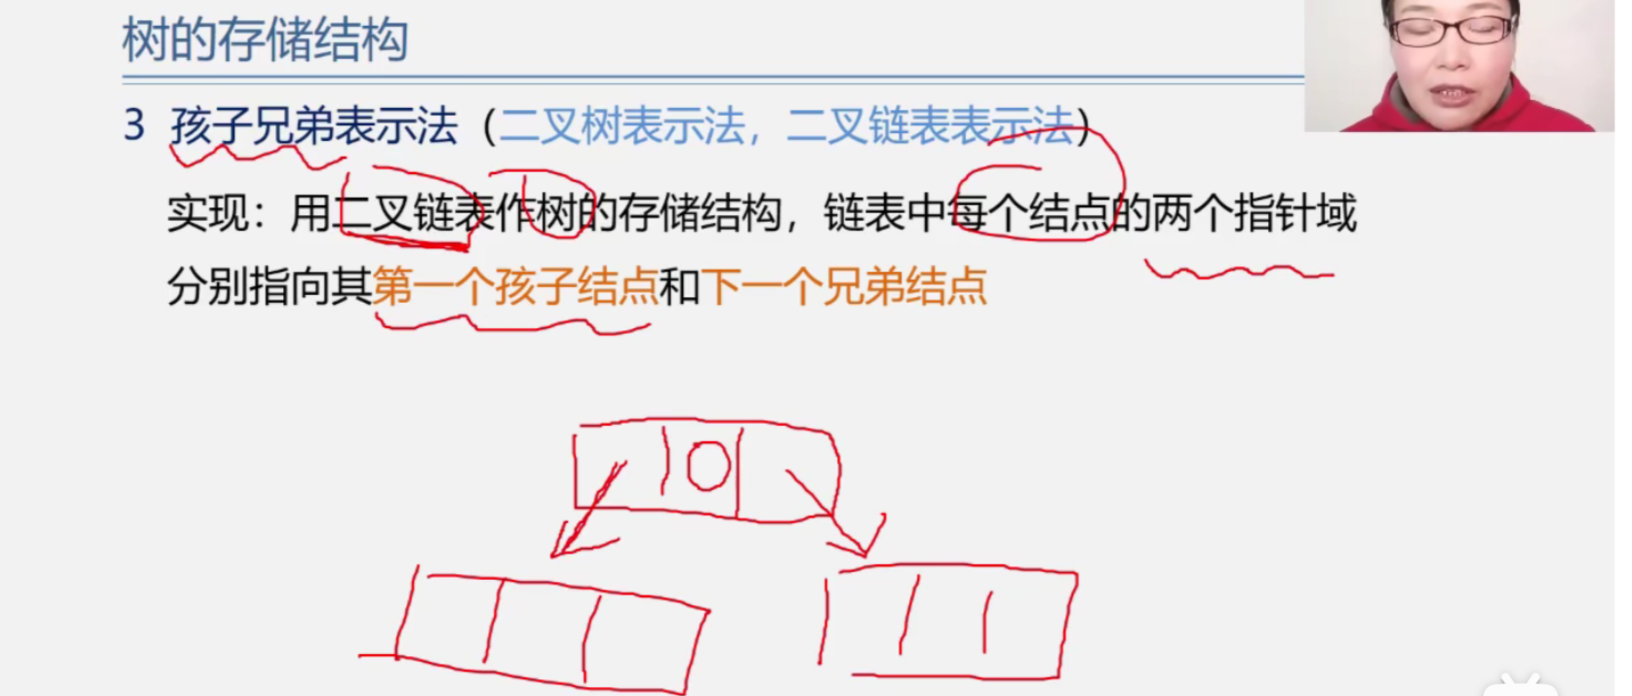 树的存储结构
3 孩子兄弟表示法（二叉树表示法，二叉链表表示法）
实现：用二叉链表作树的存储结构，链表中每个结点的两个指针域
分别指向其第一个孩子结点和下一个兄弟结点